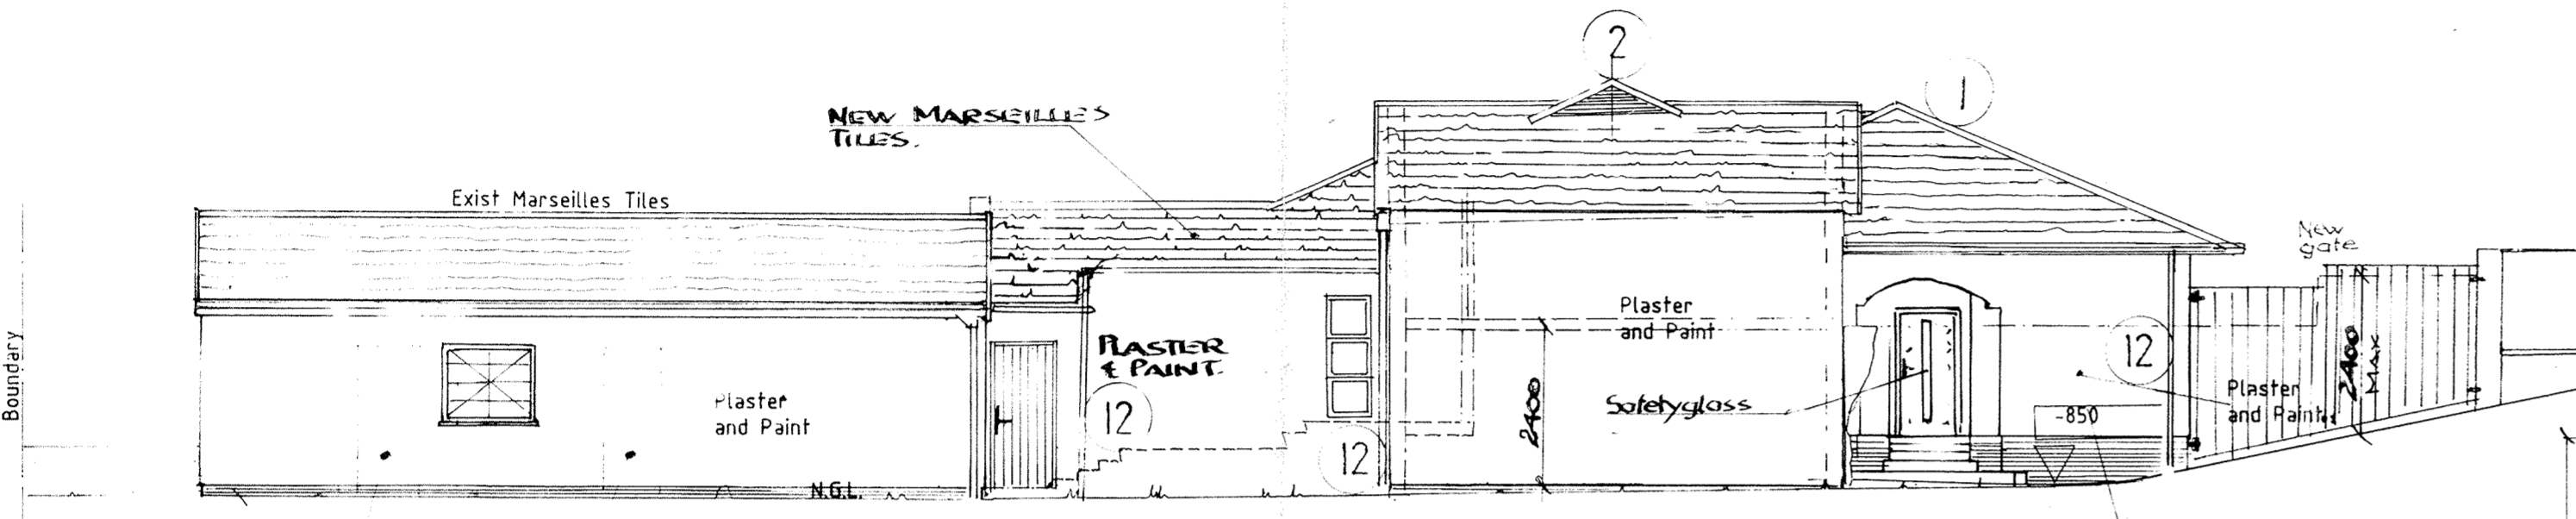 2
1
NEW MARSEILLES
TILES.
Exist Marseilles Tiles
New
gate
Boundary
Plaster
and Paint
PLASTER
& PAINT.
12
12
Plaster
and Paint
2400
Safetyglass
12
-850
Plaster
and Paint
2400
MAX
N.G.L.